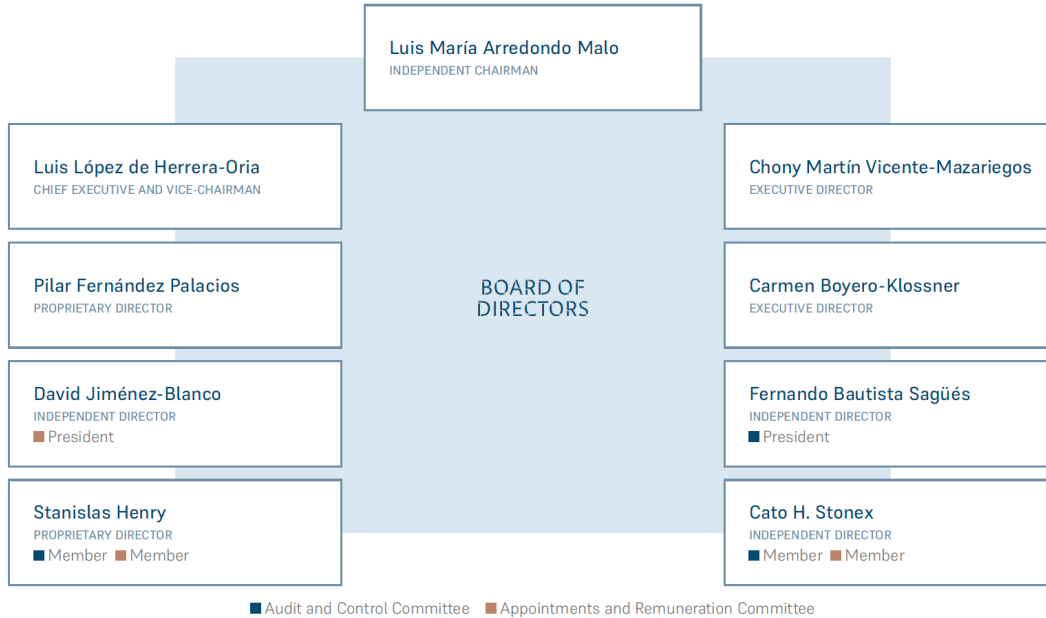 Luis María Arredondo Malo
INDEPENDENT CHAIRMAN
Luis López de Herrera-Oria
CHIEF EXECUTIVE AND VICE-CHAIRMAN
Chony Martín Vicente-Mazariegos
EXECUTIVE DIRECTOR
Pilar Fernández Palacios
PROPRIETARY DIRECTOR
BOARD OF
DIRECTORS
Carmen Boyero-Klossner
EXECUTIVE DIRECTOR
David Jiménez-Blanco
INDEPENDENT DIRECTOR
President
Fernando Bautista Sagüés
INDEPENDENT DIRECTOR
President
Stanislas Henry
PROPRIETARY DIRECTOR
Member Member
Cato H. Stonex
INDEPENDENT DIRECTOR
Member Member
Audit and Control Committee Appointments and Remuneration Committee